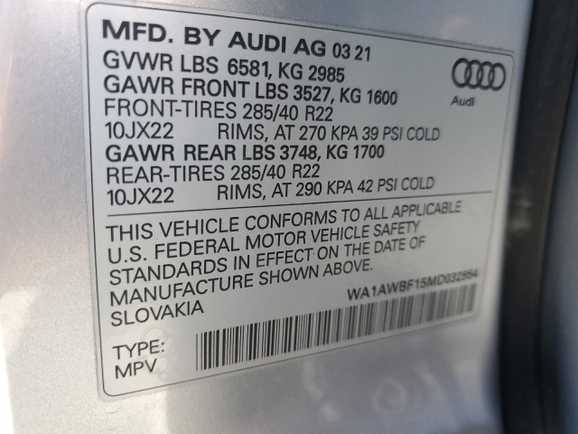 MFD. BY AUDI AG 03 21
GVWR LBS 6581, KG 2985
GAWR FRONT LBS 3527, KG 1600
FRONT-TIRES 285/40 R22
10JX22 RIMS, AT 270 KPA 39 PSI COLD
GAWR REAR LBS 3748, KG 1700
REAR-TIRES 285/40 R22
10JX22 RIMS, AT 290 KPA 42 PSI COLD
Audi
THIS VEHICLE CONFORMS TO ALL APPLICABLE
U.S. FEDERAL MOTOR VEHICLE SAFETY
STANDARDS IN EFFECT ON THE DATE OF
MANUFACTURE SHOWN ABOVE.
SLOVAKIA
TYPE:
MPV